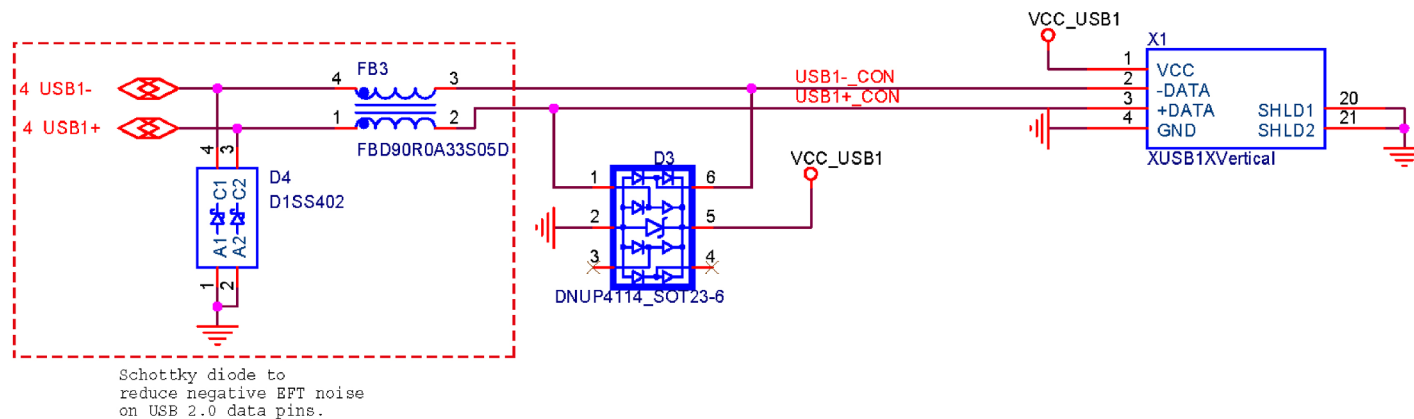 VCC_USB1
X1
4 USB1-
4
FB3
3
USB1-_CON
1
VCC
2
-DATA
USB1+_CON
3
+DATA
SHLD1
20
4 USB1+
1
2
4
GND
SHLD2
21
FBD90R0A33S05D
XUSB1XVertical
4
3
D3
VCC_USB1
D4
D1SS402
C1
C2
A1
A2
1
6
2
5
3
4
1
2
DNUP4114_SOT23-6
Schottky diode to
reduce negative EFT noise
on USB 2.0 data pins.